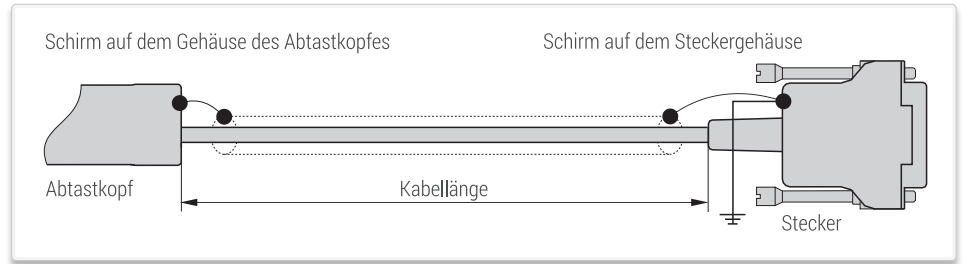 Schirm auf dem Gehäuse des Abtastkopfes
Schirm auf dem Steckergehäuse
Abtastkopf
Kabellänge
Stecker